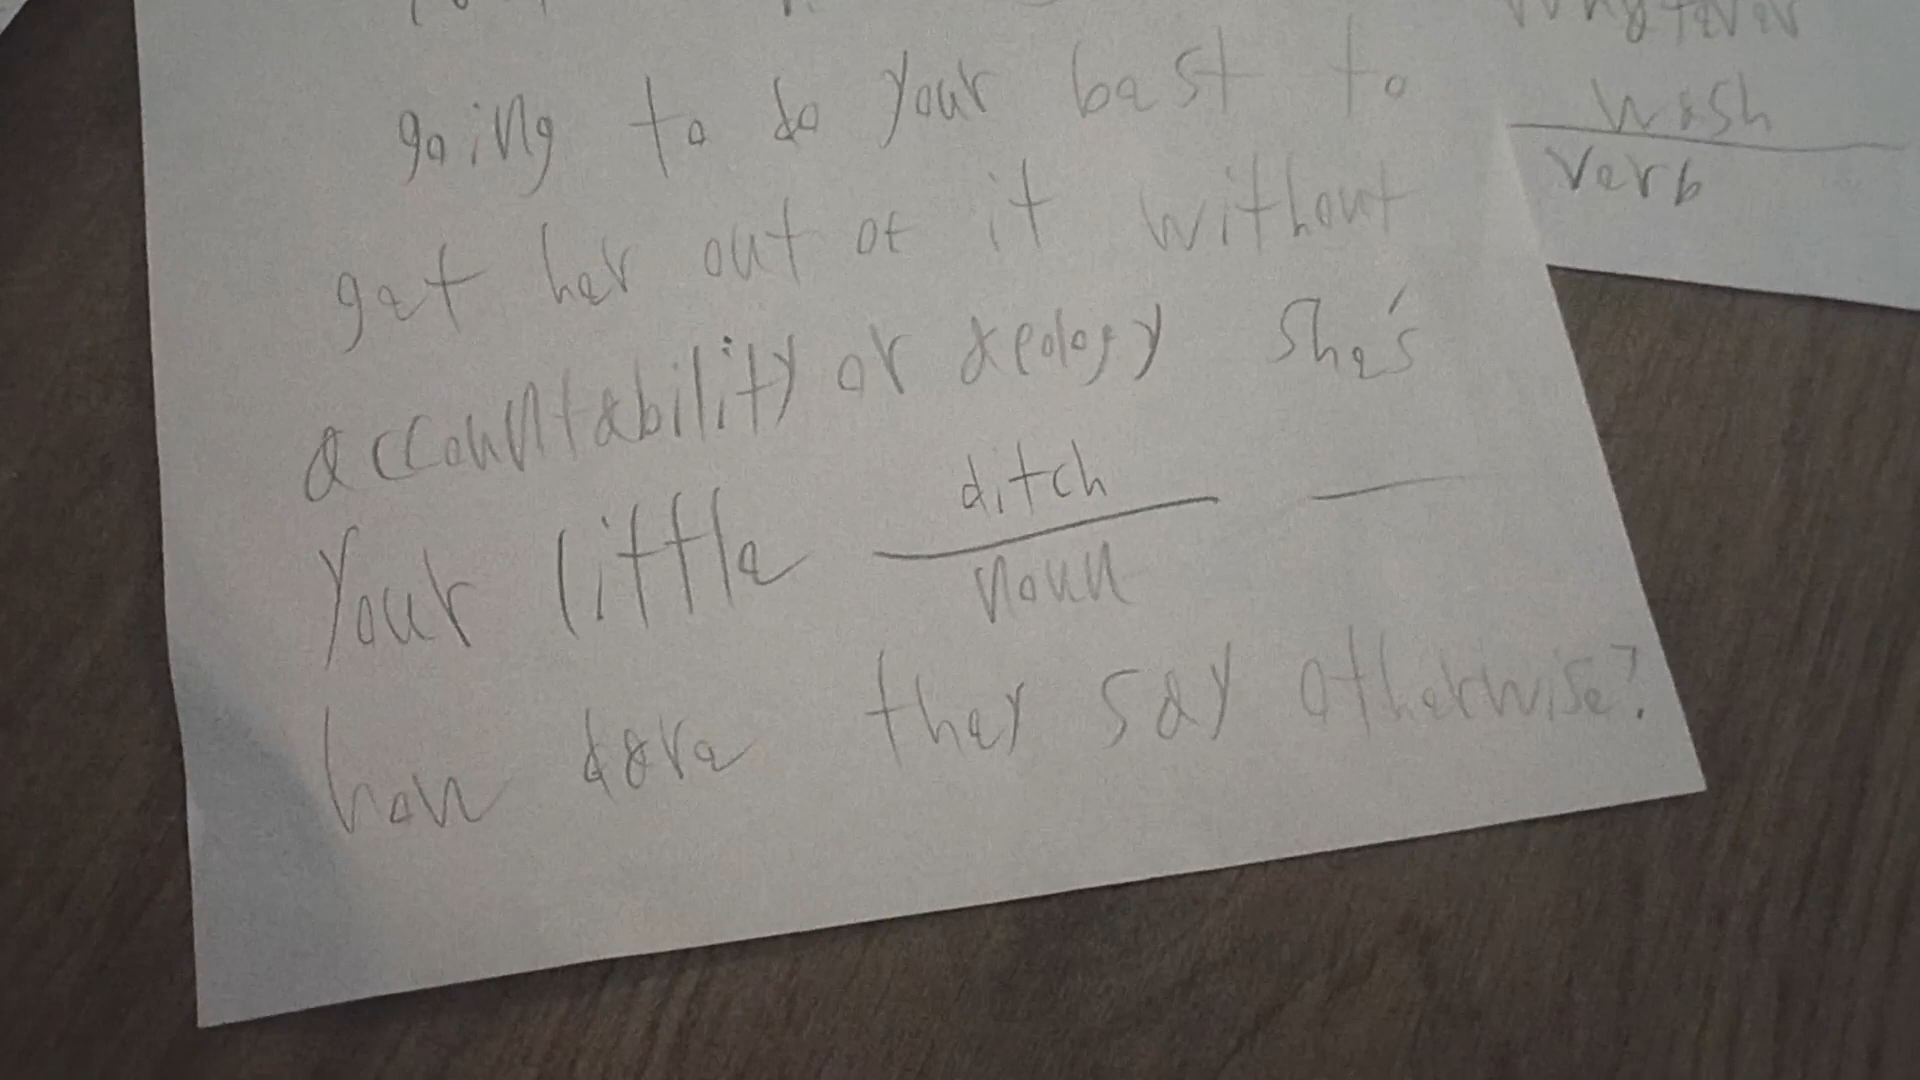 going to do your best to
get her out of it without
accountability or apology she's
your little ditch
noun
how dare they say otherwise?
wash
verb